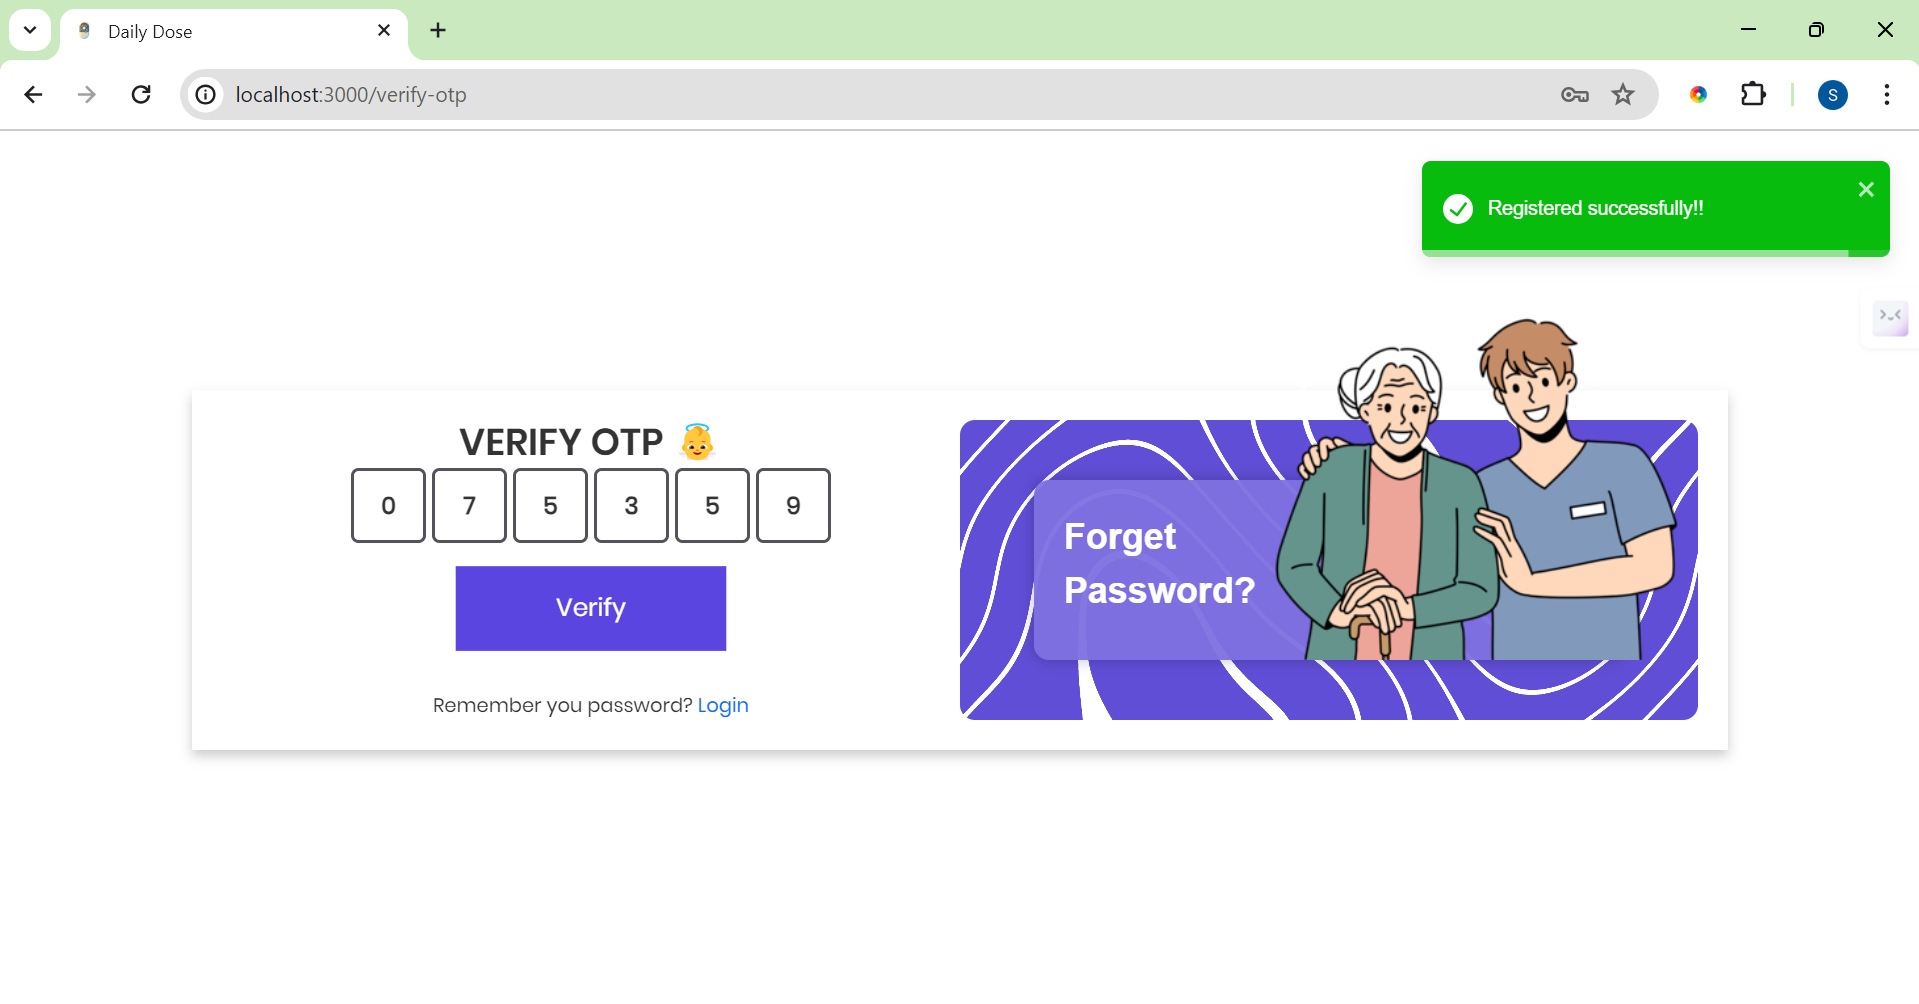 Daily Dose
localhost:3000/verify-otp
S
Registered successfully!!
VERIFY OTP
0 7 5 3 5 9
Verify
Remember you password? Login
Forget
Password?